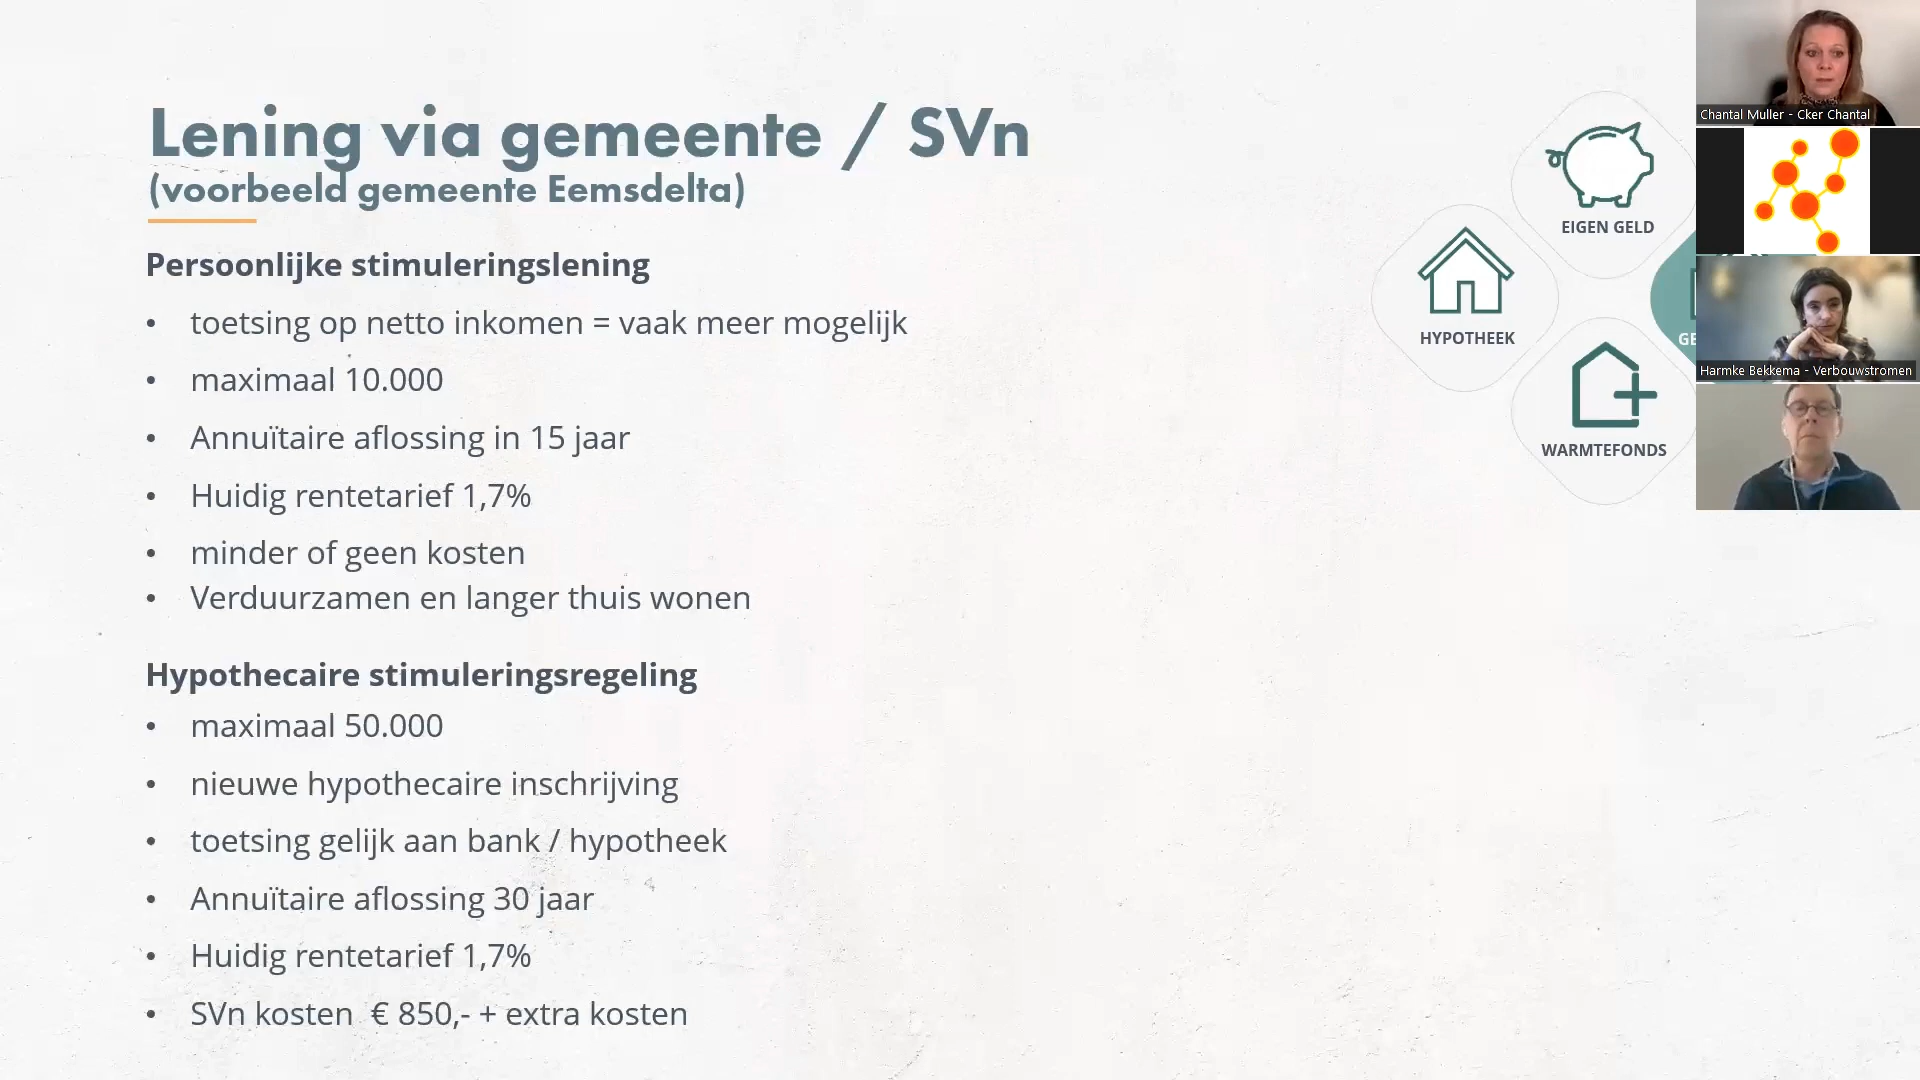 Lening via gemeente / SVn
(voorbeeld gemeente Eemsdelta)
Persoonlijke stimuleringslening
• toetsing op netto inkomen = vaak meer mogelijk
• maximaal 10.000
• Annuïtaire aflossing in 15 jaar
• Huidig rentetarief 1,7%
• minder of geen kosten
• Verduurzamen en langer thuis wonen
Hypothecaire stimuleringsregeling
• maximaal 50.000
• nieuwe hypothecaire inschrijving
• toetsing gelijk aan bank / hypotheek
• Annuïtaire aflossing 30 jaar
• Huidig rentetarief 1,7%
• SVn kosten € 850,- + extra kosten
EIGEN GELD
HYPOTHEEK
GE
WARMTEFONDS
Chantal Muller - Cker Chantal
Harmke Bekkema - Verbouwstromen